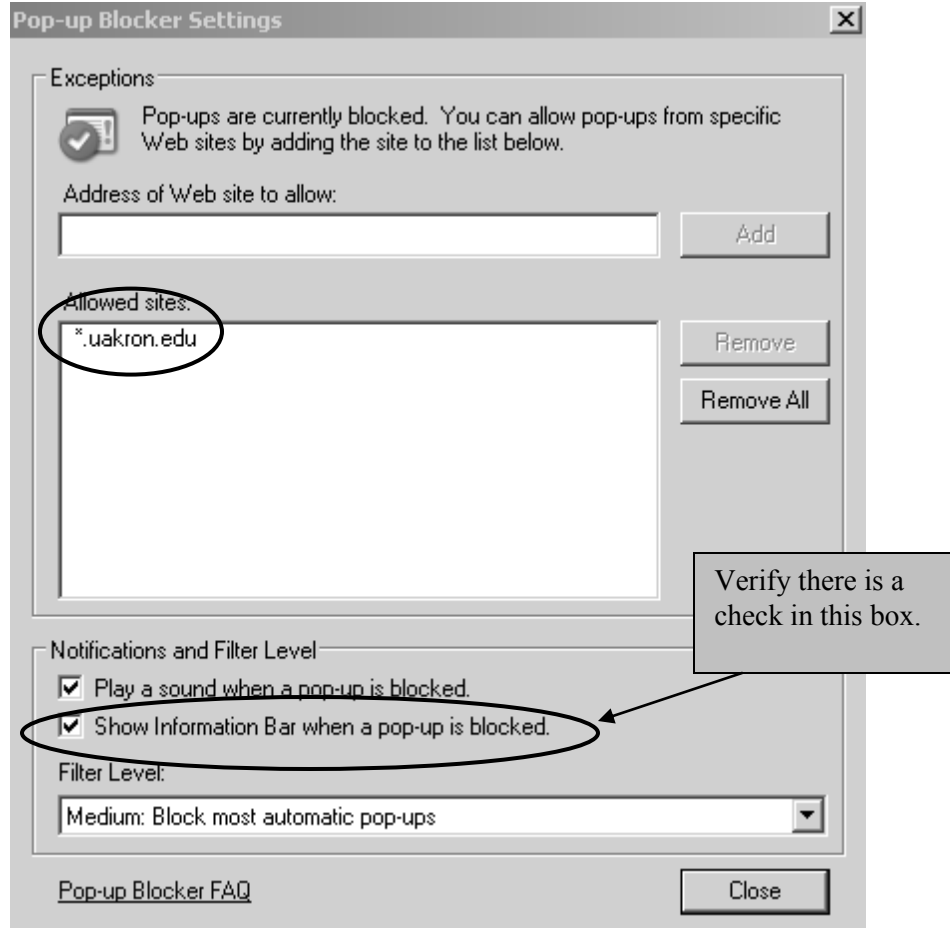 Pop-up Blocker Settings
Exceptions
Pop-ups are currently blocked. You can allow pop-ups from specific
Web sites by adding the site to the list below.
Address of Web site to allow:
Add
Allowed sites:
*.uakron.edu
Remove
Remove All
Verify there is a
check in this box.
Notifications and Filter Level
Play a sound when a pop-up is blocked.
Show Information Bar when a pop-up is blocked.
Filter Level:
Medium: Block most automatic pop-ups
Pop-up Blocker FAQ
Close